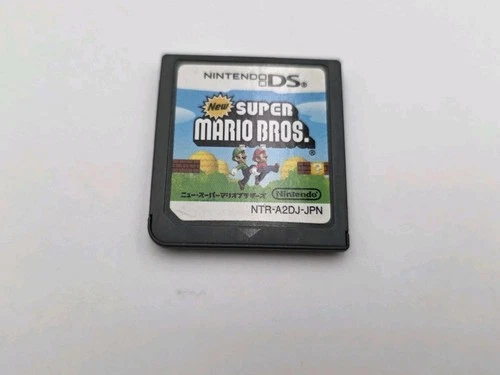 NINTENDO DS®
New SUPER
MARIO BROS.®
?
ニュー・スーパーマリオブラザーズ
Nintendo®
NTR-A2DJ-JPN